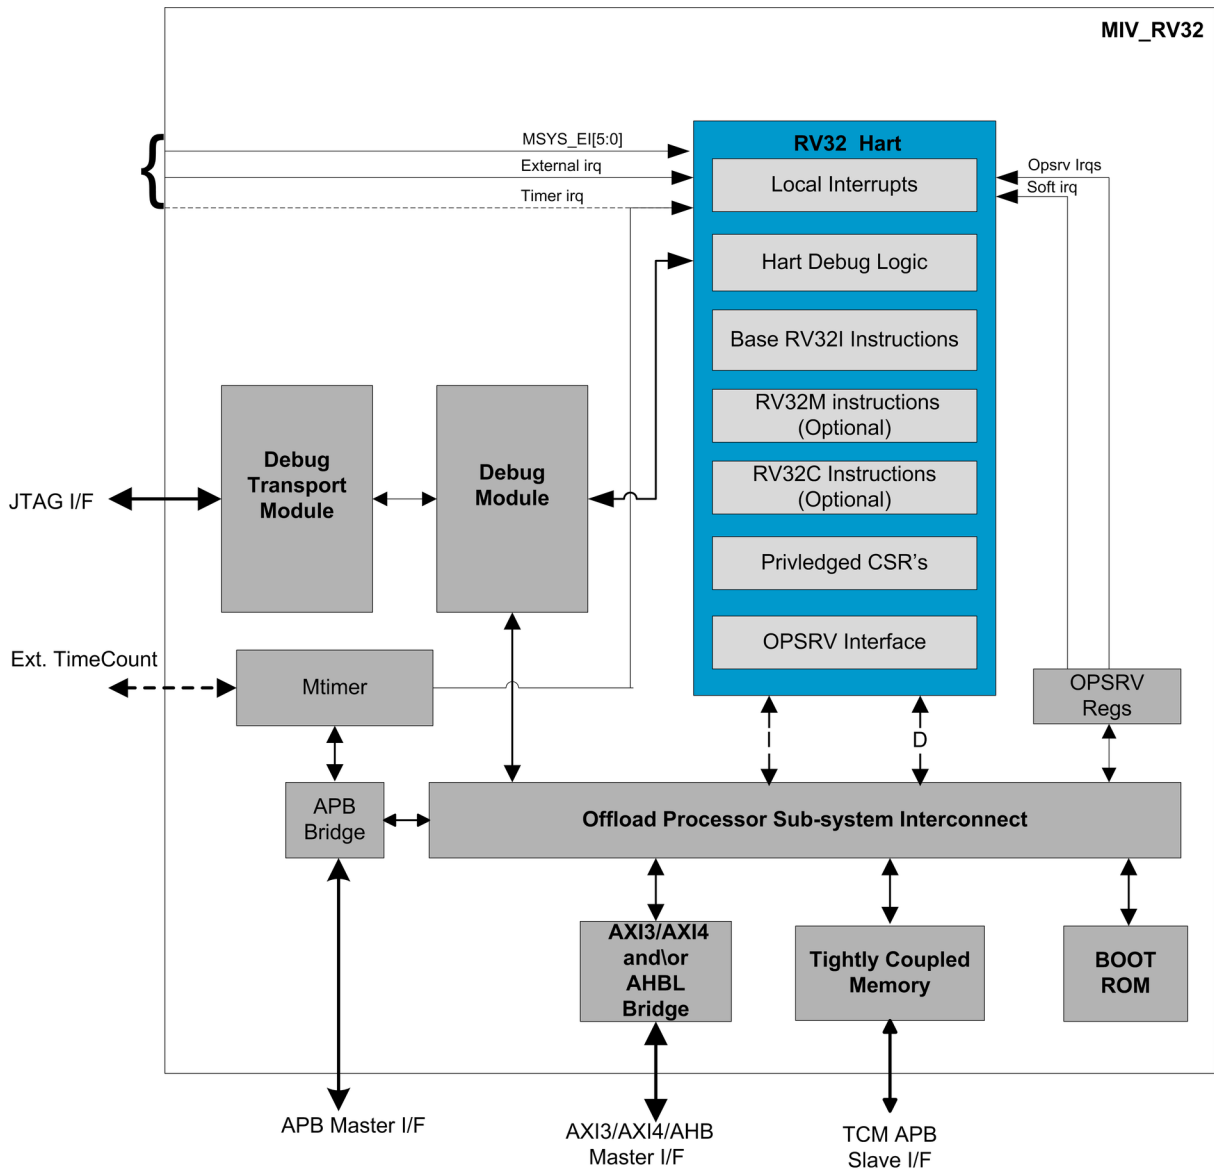 MIV_RV32
RV32 Hart
MSYS_EI[5:0]
External irq
Timer irq
Opsrv Irqs
Soft irq
Local Interrupts
Hart Debug Logic
Base RV32I Instructions
RV32M instructions
(Optional)
RV32C Instructions
(Optional)
Privledged CSR's
OPSRV Interface
Debug
Transport
Module
Debug
Module
JTAG I/F
Ext. TimeCount
Mtimer
OPSRV
Regs
I
D
APB
Bridge
Offload Processor Sub-system Interconnect
AXI3/AXI4
and\or
AHBL
Bridge
Tightly Coupled
Memory
BOOT
ROM
APB Master I/F
AXI3/AXI4/AHB
Master I/F
TCM APB
Slave I/F